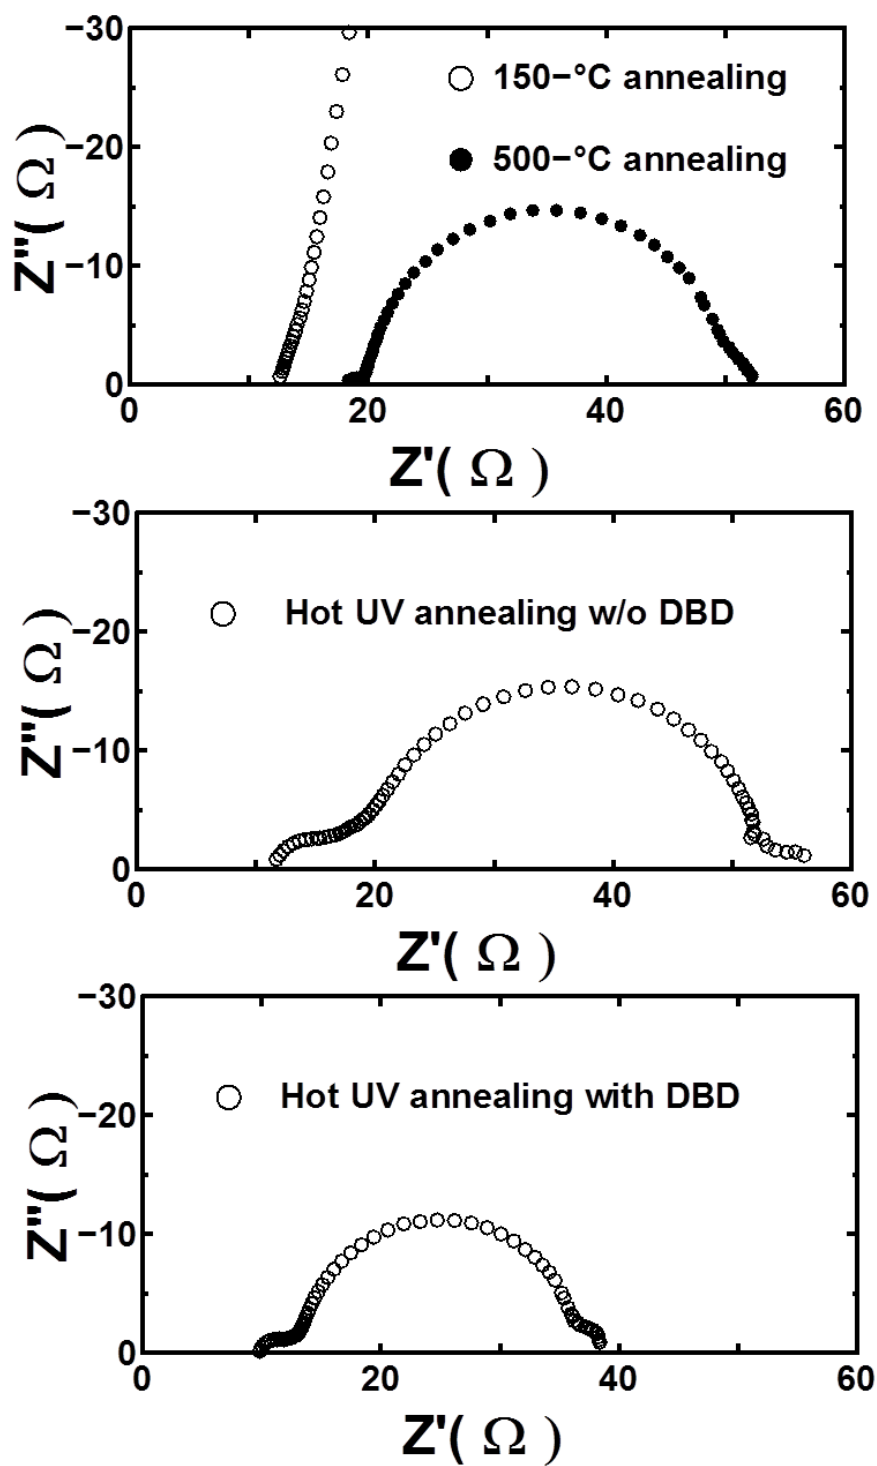 −30
−20
−10
0
Z''( Ω )
150−°C annealing
500−°C annealing
0 20 40 60
Z'( Ω )
−30
−20
−10
0
Z''( Ω )
Hot UV annealing w/o DBD
0 20 40 60
Z'( Ω )
−30
−20
−10
0
Z''( Ω )
Hot UV annealing with DBD
0 20 40 60
Z'( Ω )